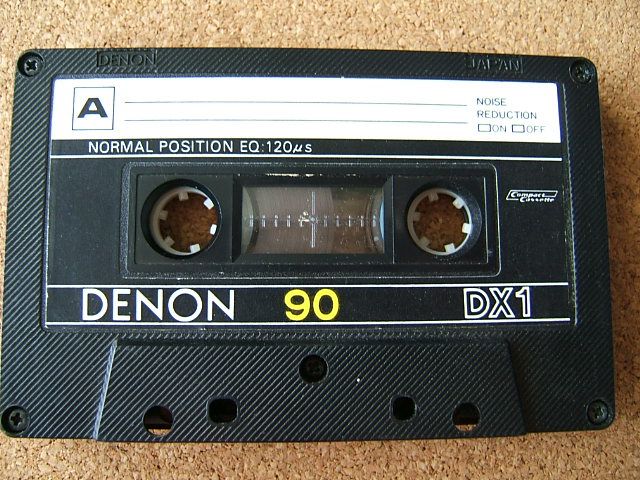 DENON JAPAN
A
NOISE
REDUCTION
ON OFF
NORMAL POSITION EQ:120μs
Compact
Cassette
DENON 90 DX1